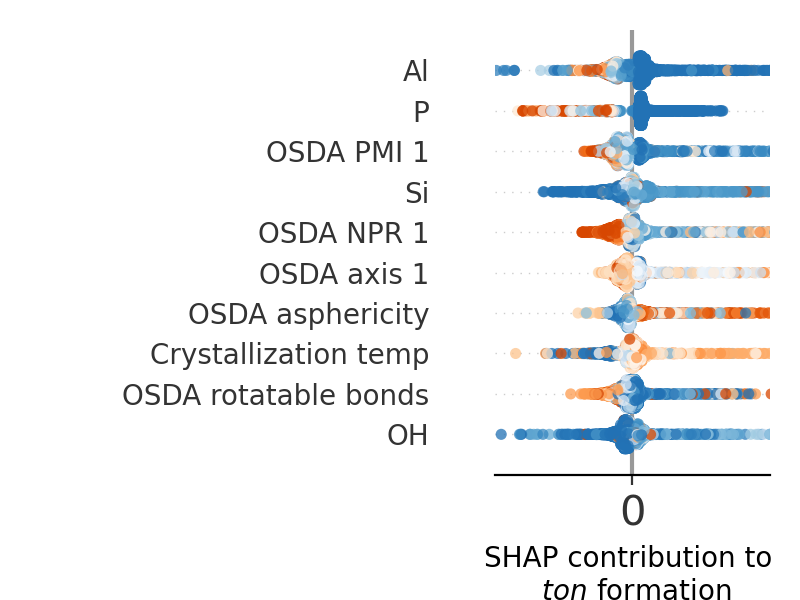 Al
P
OSDA PMI 1
Si
OSDA NPR 1
OSDA axis 1
OSDA asphericity
Crystallization temp
OSDA rotatable bonds
OH
0
SHAP contribution to
ton formation